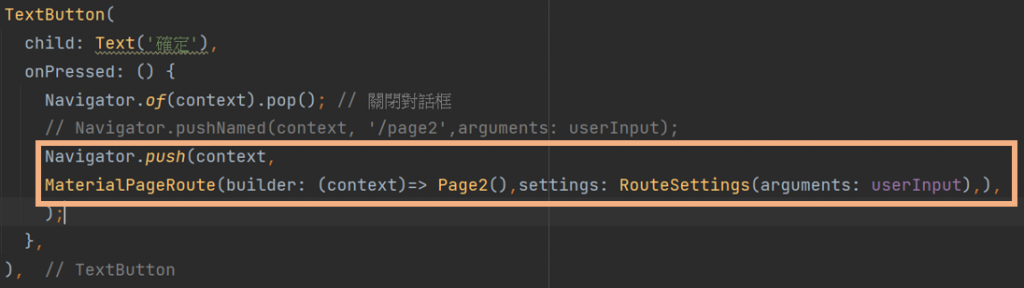 TextButton(
child: Text('確定'),
onPressed: () {
Navigator.of(context).pop(); // 關閉對話框
// Navigator.pushNamed(context, '/page2',arguments: userInput);
Navigator.push(context,
MaterialPageRoute(builder: (context)=> Page2(),settings: RouteSettings(arguments: userInput),),
);
},
), // TextButton